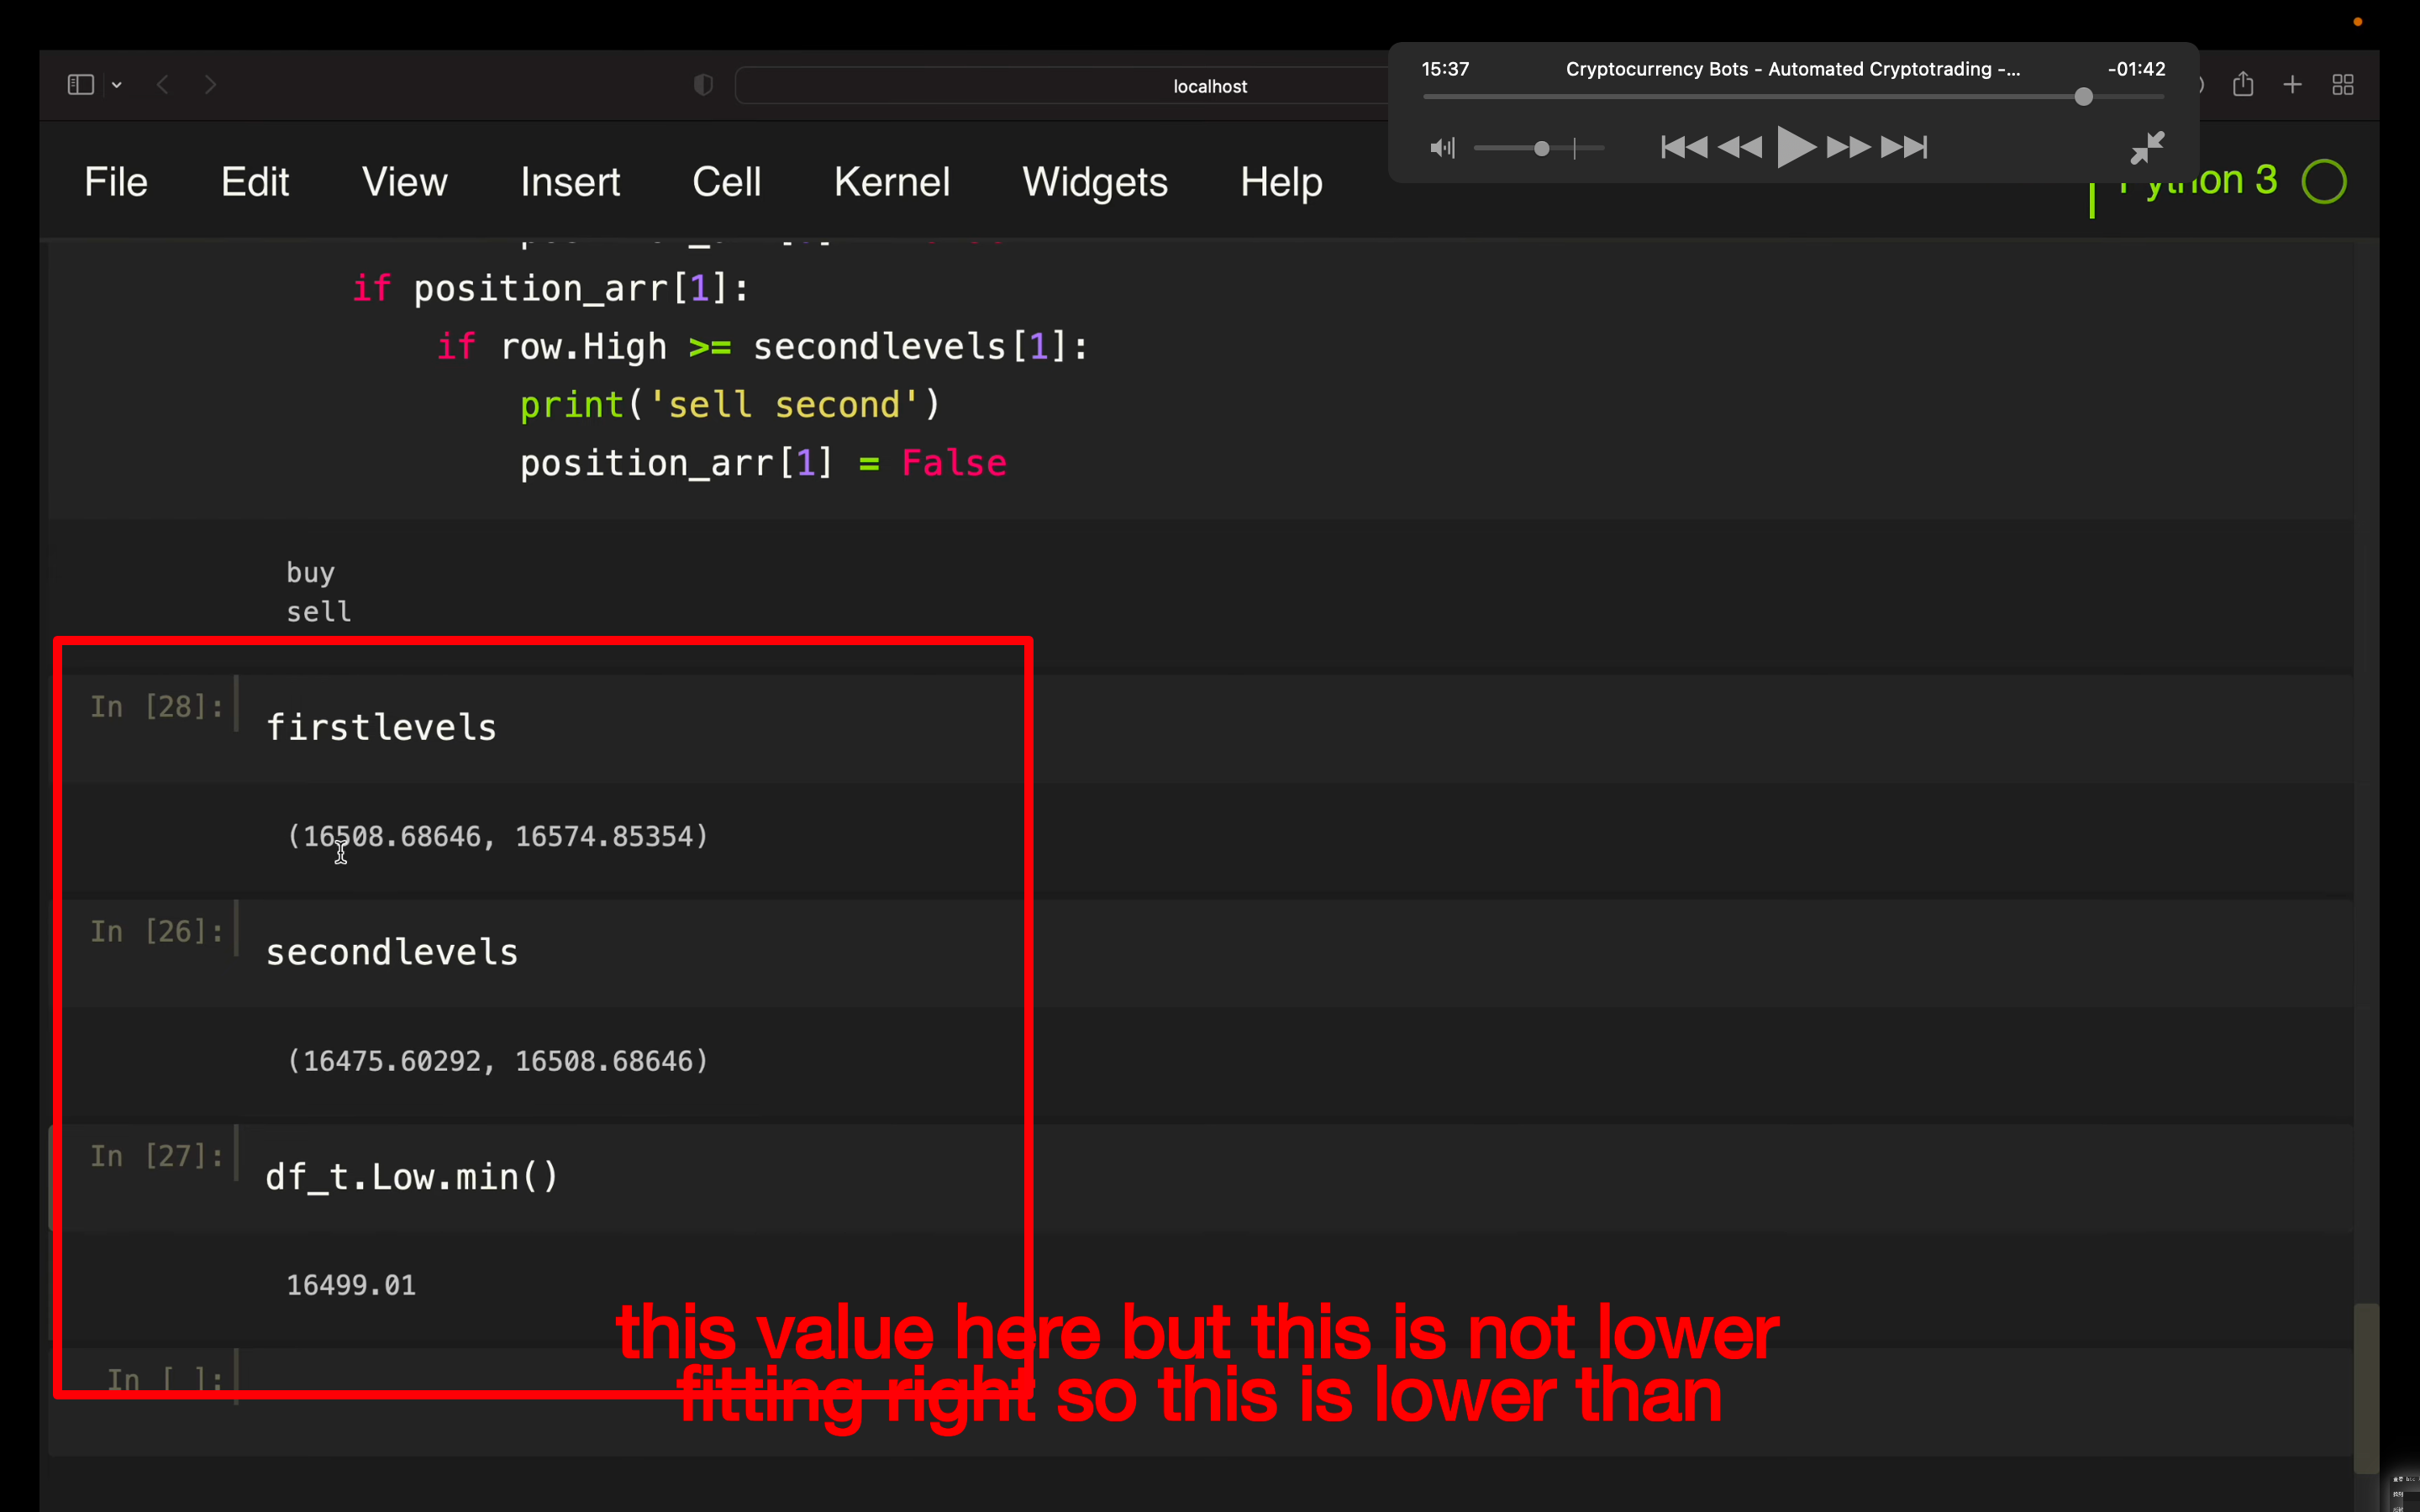 15:37 Cryptocurrency Bots - Automated Cryptotrading -... -01:42
localhost
File Edit View Insert Cell Kernel Widgets Help Python 3
if position_arr[1]:
if row.High >= secondlevels[1]:
print('sell second')
position_arr[1] = False
buy
sell
In [28]: firstlevels
(16508.68646, 16574.85354)
In [26]: secondlevels
(16475.60292, 16508.68646)
In [27]: df_t.Low.min()
16499.01
In [ ]:
this value here but this is not lower
fitting right so this is lower than